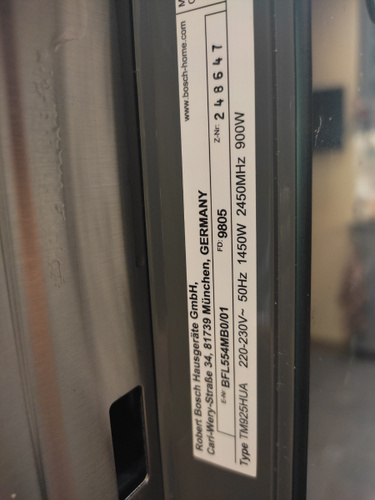 Robert Bosch Hausgeräte GmbH,
Carl-Wery-Straße 34, 81739 München, GERMANY
www.bosch-home.com
E-Nr. BFL554MB0/01
FD: 9805
Z-Nr: 248647
Type TM925HUA 220-230V~ 50Hz 1450W 2450MHz 900W